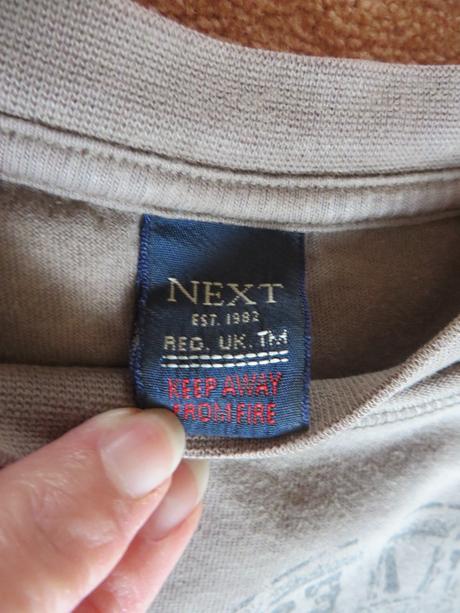 NEXT
EST. 1982
REG. UK. TM
KEEP AWAY
FROM FIRE